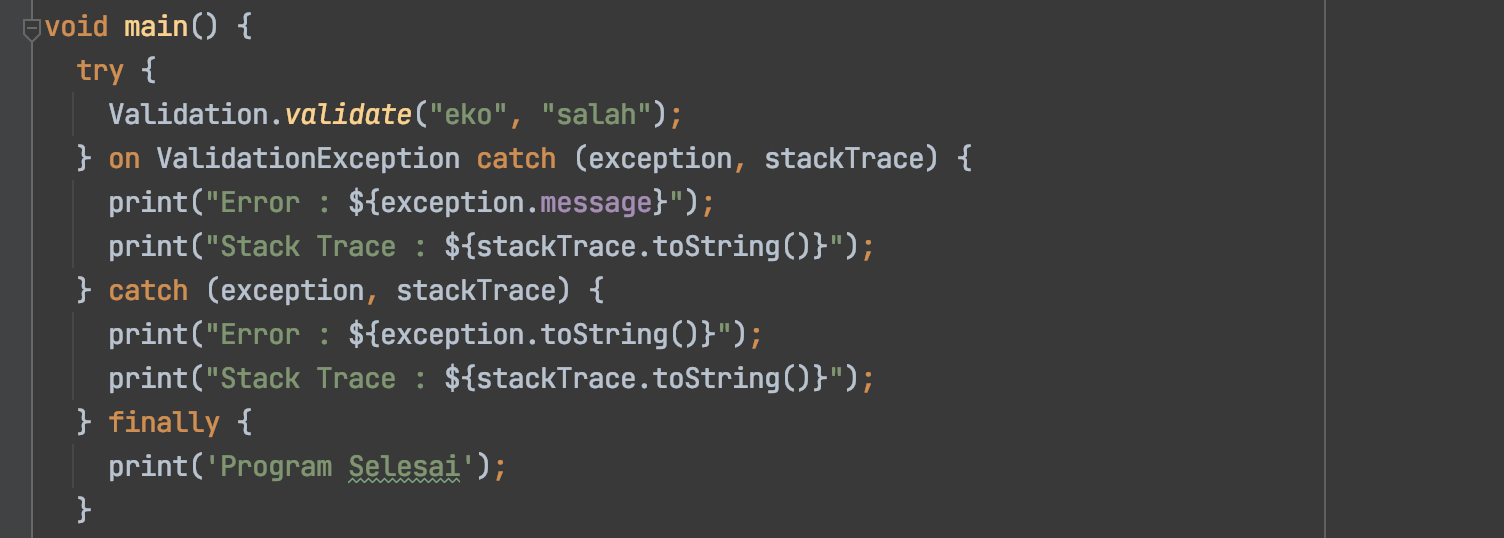 void main() {
  try {
    Validation.validate("eko", "salah");
  } on ValidationException catch (exception, stackTrace) {
    print("Error : ${exception.message}");
    print("Stack Trace : ${stackTrace.toString()}");
  } catch (exception, stackTrace) {
    print("Error : ${exception.toString()}");
    print("Stack Trace : ${stackTrace.toString()}");
  } finally {
    print('Program Selesai');
  }